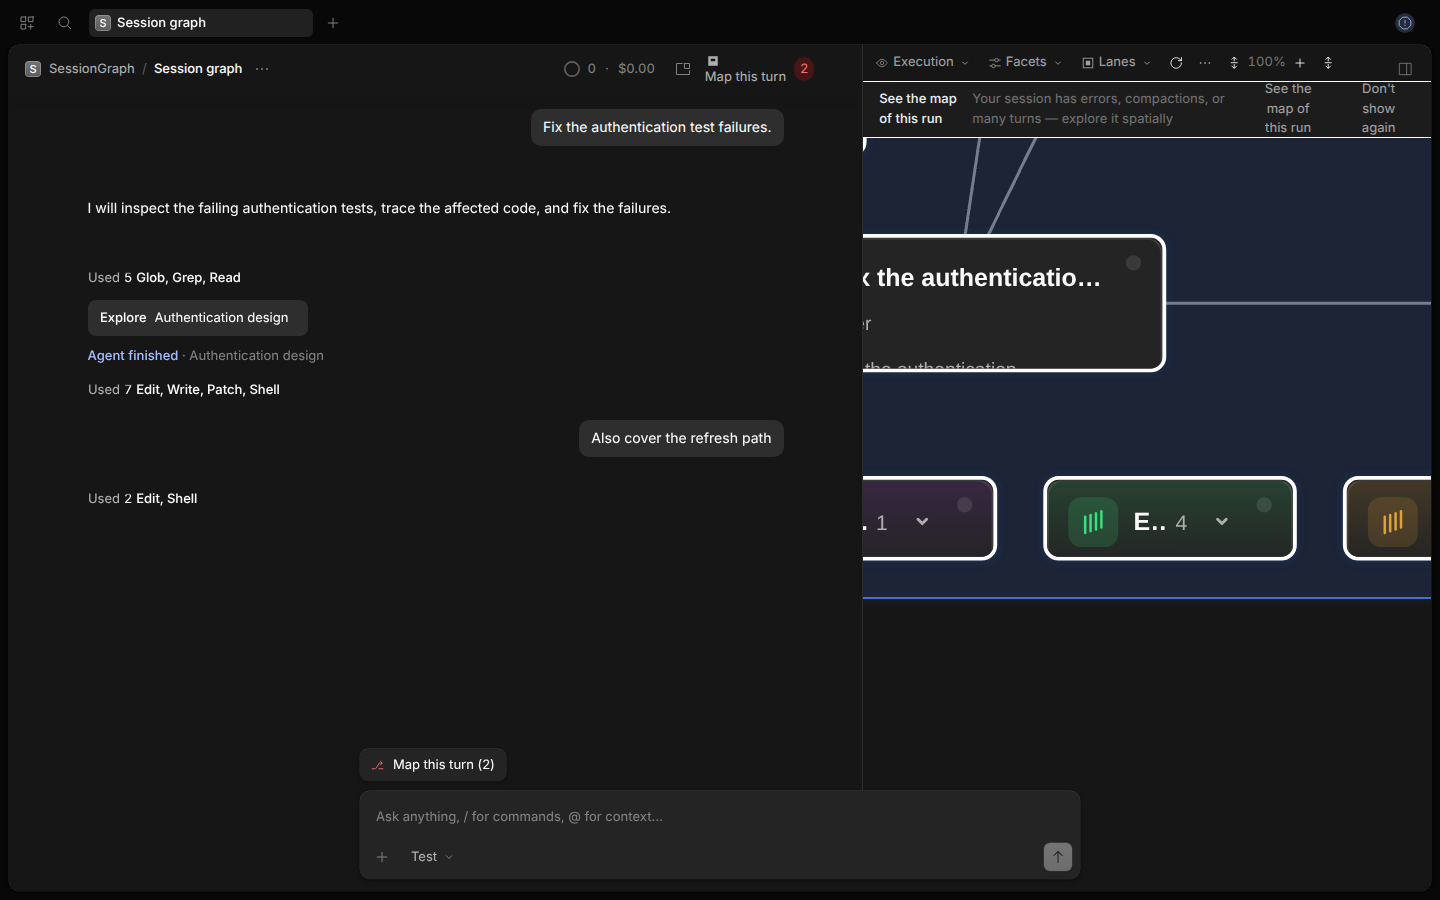 S Session graph
S SessionGraph / Session graph ...
0 · $0.00
Map this turn 2
Execution
Facets
Lanes
... 100%
See the map
of this run
Your session has errors, compactions, or
many turns — explore it spatially
See the
map of
this run
Don't
show
again
Fix the authentication test failures.
I will inspect the failing authentication tests, trace the affected code, and fix the failures.
Used 5 Glob, Grep, Read
Explore Authentication design
Agent finished · Authentication design
Used 7 Edit, Write, Patch, Shell
Also cover the refresh path
Used 2 Edit, Shell
x the authenticatio...
er
the authentication
. 1
E.. 4
Map this turn (2)
Ask anything, / for commands, @ for context...
Test